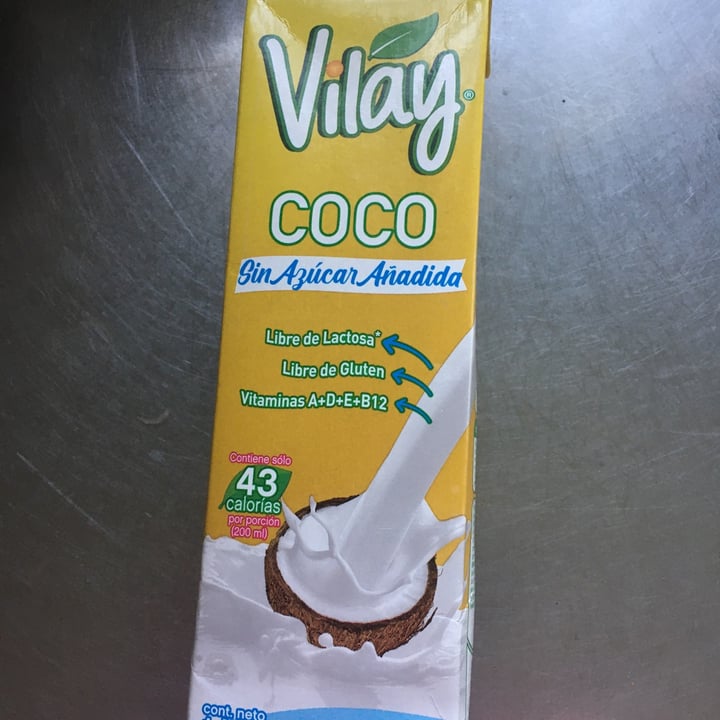 Vilay®
COCO
Sin Azúcar Añadida
Libre de Lactosa*
Libre de Gluten
Vitaminas A+D+E+B12
Contiene sólo
43
calorías
por porción
(200 ml)
cont. neto